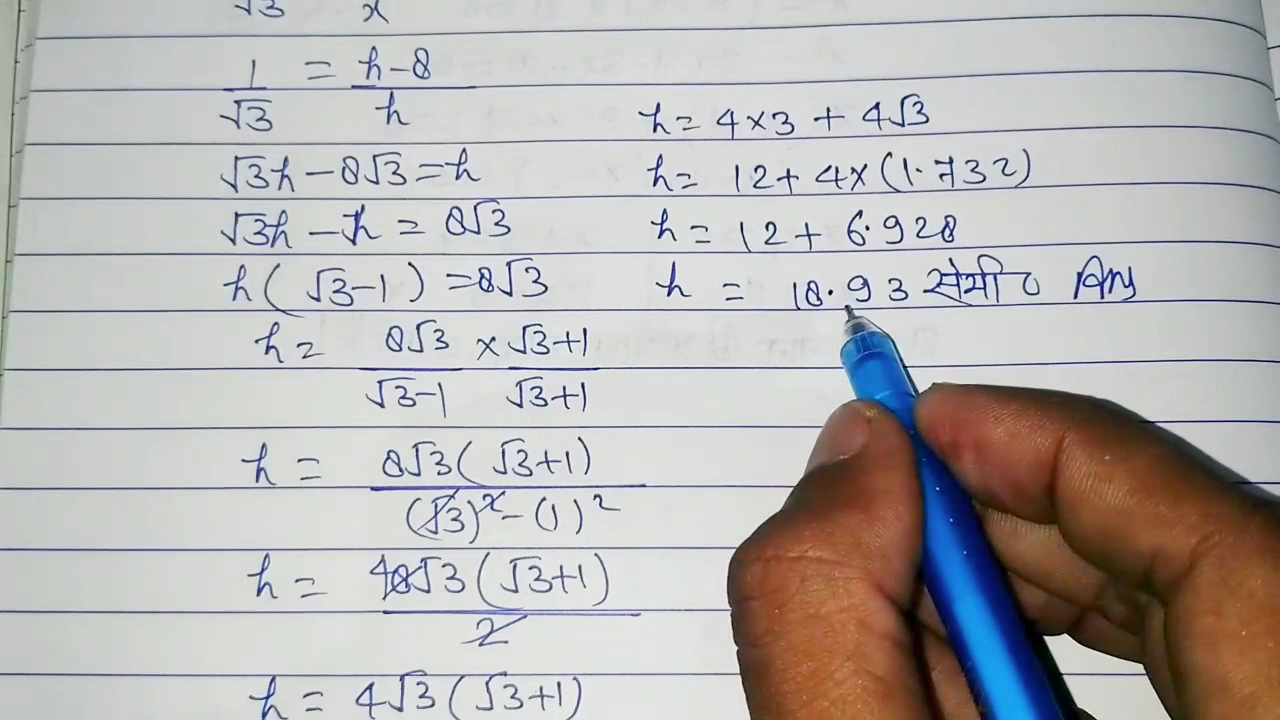 √3 x
1/√3 = h-8/h
√3h - 8√3 = h
√3h - h = 8√3
h(√3-1) = 8√3
h = 8√3/√3-1 × √3+1/√3+1
h = 8√3(√3+1)/(√3)² - (1)²
h = 48√3(√3+1)/2
h = 4√3(√3+1)
h = 4×3 + 4√3
h = 12 + 4×(1.732)
h = 12 + 6.928
h = 18.93 सेमी० Ans